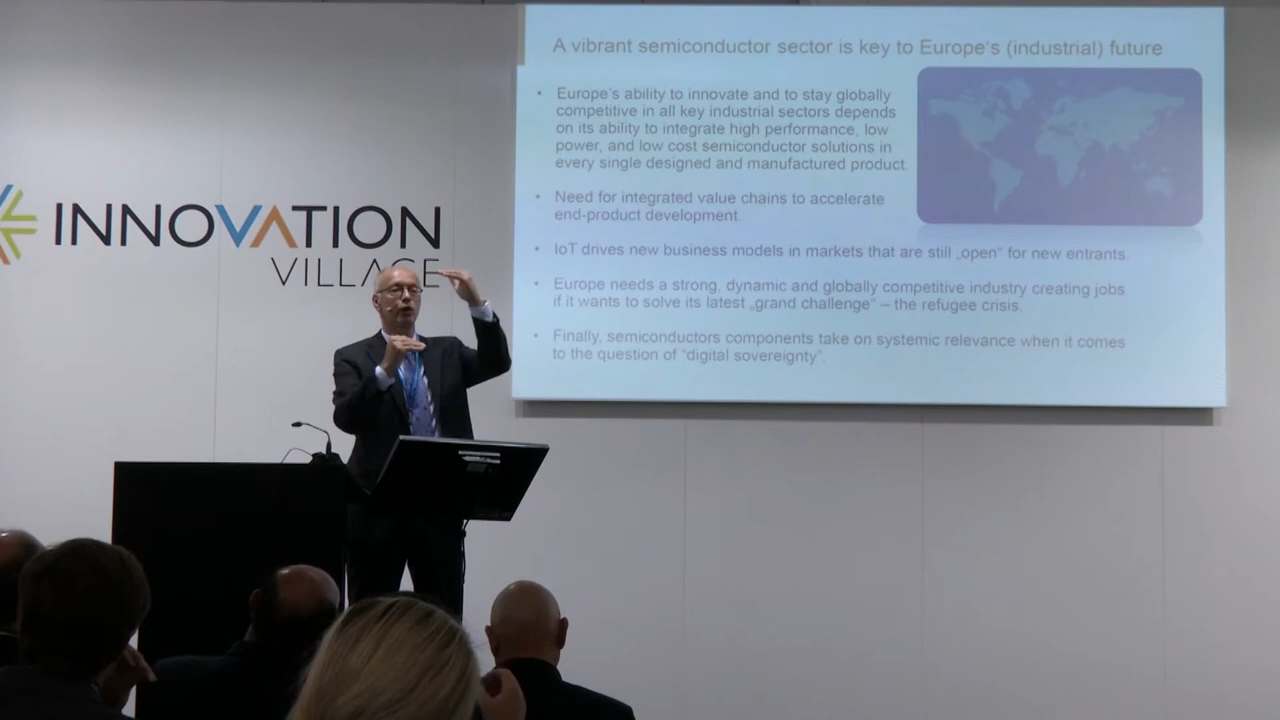 INNOVATION
VILLAGE
A vibrant semiconductor sector is key to Europe's (industrial) future
• Europe's ability to innovate and to stay globally
competitive in all key industrial sectors depends
on its ability to integrate high performance, low
power, and low cost semiconductor solutions in
every single designed and manufactured product.
• Need for integrated value chains to accelerate
end-product development.
• IoT drives new business models in markets that are still „open“ for new entrants.
• Europe needs a strong, dynamic and globally competitive industry creating jobs
if it wants to solve its latest „grand challenge“ – the refugee crisis.
• Finally, semiconductors components take on systemic relevance when it comes
to the question of “digital sovereignty”.